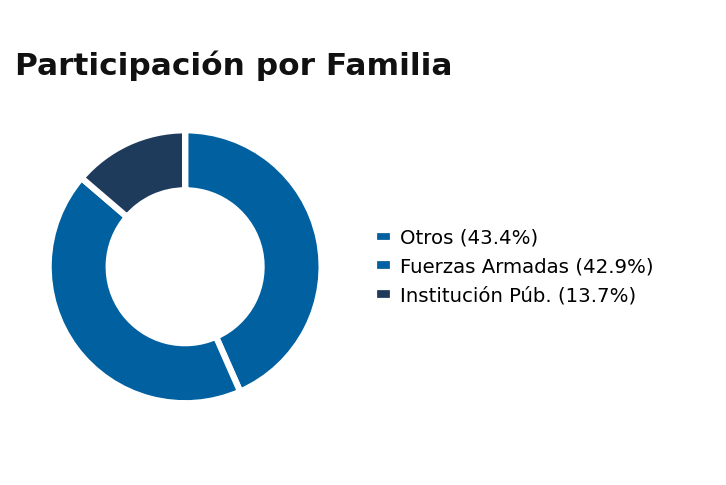 Participación por Familia
Otros (43.4%)
Fuerzas Armadas (42.9%)
Institución Púb. (13.7%)